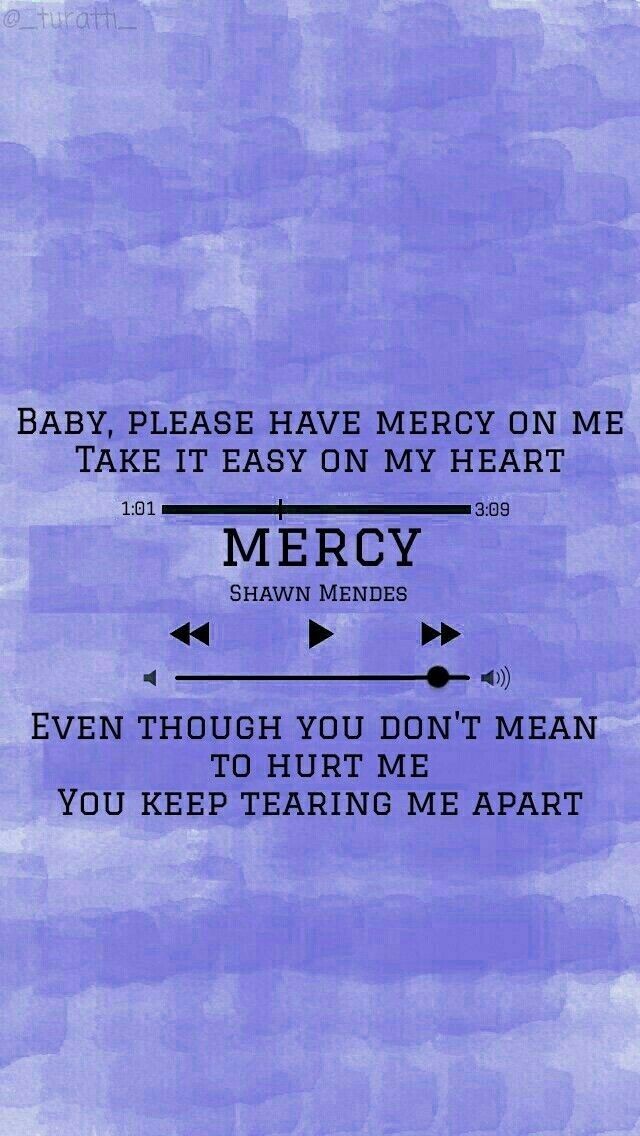 @_turatti_
Baby, please have mercy on me
Take it easy on my heart
1:01 3:09
MERCY
Shawn Mendes
Even though you don't mean
to hurt me
You keep tearing me apart